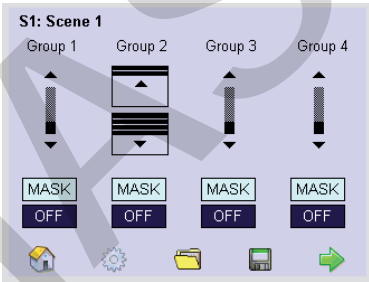 S1: Scene 1
Group 1 Group 2 Group 3 Group 4
MASK MASK MASK MASK
OFF OFF OFF OFF